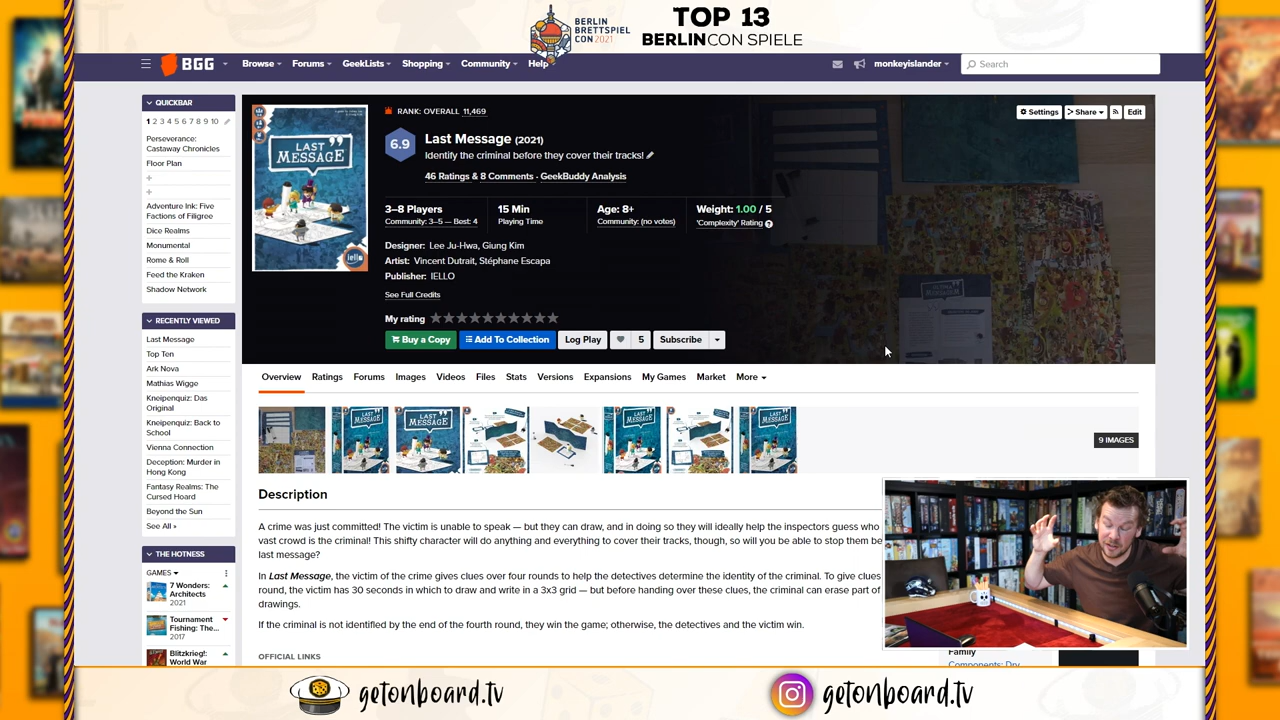 BERLIN
BRETTSPIEL
CON 2021
TOP 13
BERLINCON SPIELE
BGG
Browse
Forums
GeekLists
Shopping
Community
Help
monkeyislander
Search
QUICKBAR
1 2 3 4 5 6 7 8 9 10
Perseverance:
Castaway Chronicles
Floor Plan
Adventure Ink: Five
Factions of Filigree
Dice Realms
Monumental
Rome & Roll
Feed the Kraken
Shadow Network
RECENTLY VIEWED
Last Message
Top Ten
Ark Nova
Mathias Wigge
Kneipenquiz: Das
Original
Kneipenquiz: Back to
School
Vienna Connection
Deception: Murder in
Hong Kong
Fantasy Realms: The
Cursed Hoard
Beyond the Sun
See All »
THE HOTNESS
GAMES
7 Wonders:
Architects
2021
Tournament
Fishing: The...
2017
Blitzkrieg!:
World War
LAST
MESSAGE
iello
RANK: OVERALL 11,469
Settings
Share
Edit
6.9
Last Message (2021)
Identify the criminal before they cover their tracks!
46 Ratings & 8 Comments · GeekBuddy Analysis
3–8 Players
Community: 3–5 — Best: 4
15 Min
Playing Time
Age: 8+
Community: (no votes)
Weight: 1.00 / 5
'Complexity' Rating
Designer: Lee Ju-Hwa, Giung Kim
Artist: Vincent Dutrait, Stéphane Escapa
Publisher: IELLO
See Full Credits
My rating
Buy a Copy
Add To Collection
Log Play
5
Subscribe
Overview
Ratings
Forums
Images
Videos
Files
Stats
Versions
Expansions
My Games
Market
More
9 IMAGES
Description
A crime was just committed! The victim is unable to speak — but they can draw, and in doing so they will ideally help the inspectors guess who
vast crowd is the criminal! This shifty character will do anything and everything to cover their tracks, though, so will you be able to stop them be
last message?
In Last Message, the victim of the crime gives clues over four rounds to help the detectives determine the identity of the criminal. To give clues
round, the victim has 30 seconds in which to draw and write in a 3x3 grid — but before handing over these clues, the criminal can erase part of
drawings.
If the criminal is not identified by the end of the fourth round, they win the game; otherwise, the detectives and the victim win.
OFFICIAL LINKS
Family
Components: Dry
getonboard.tv
getonboard.tv